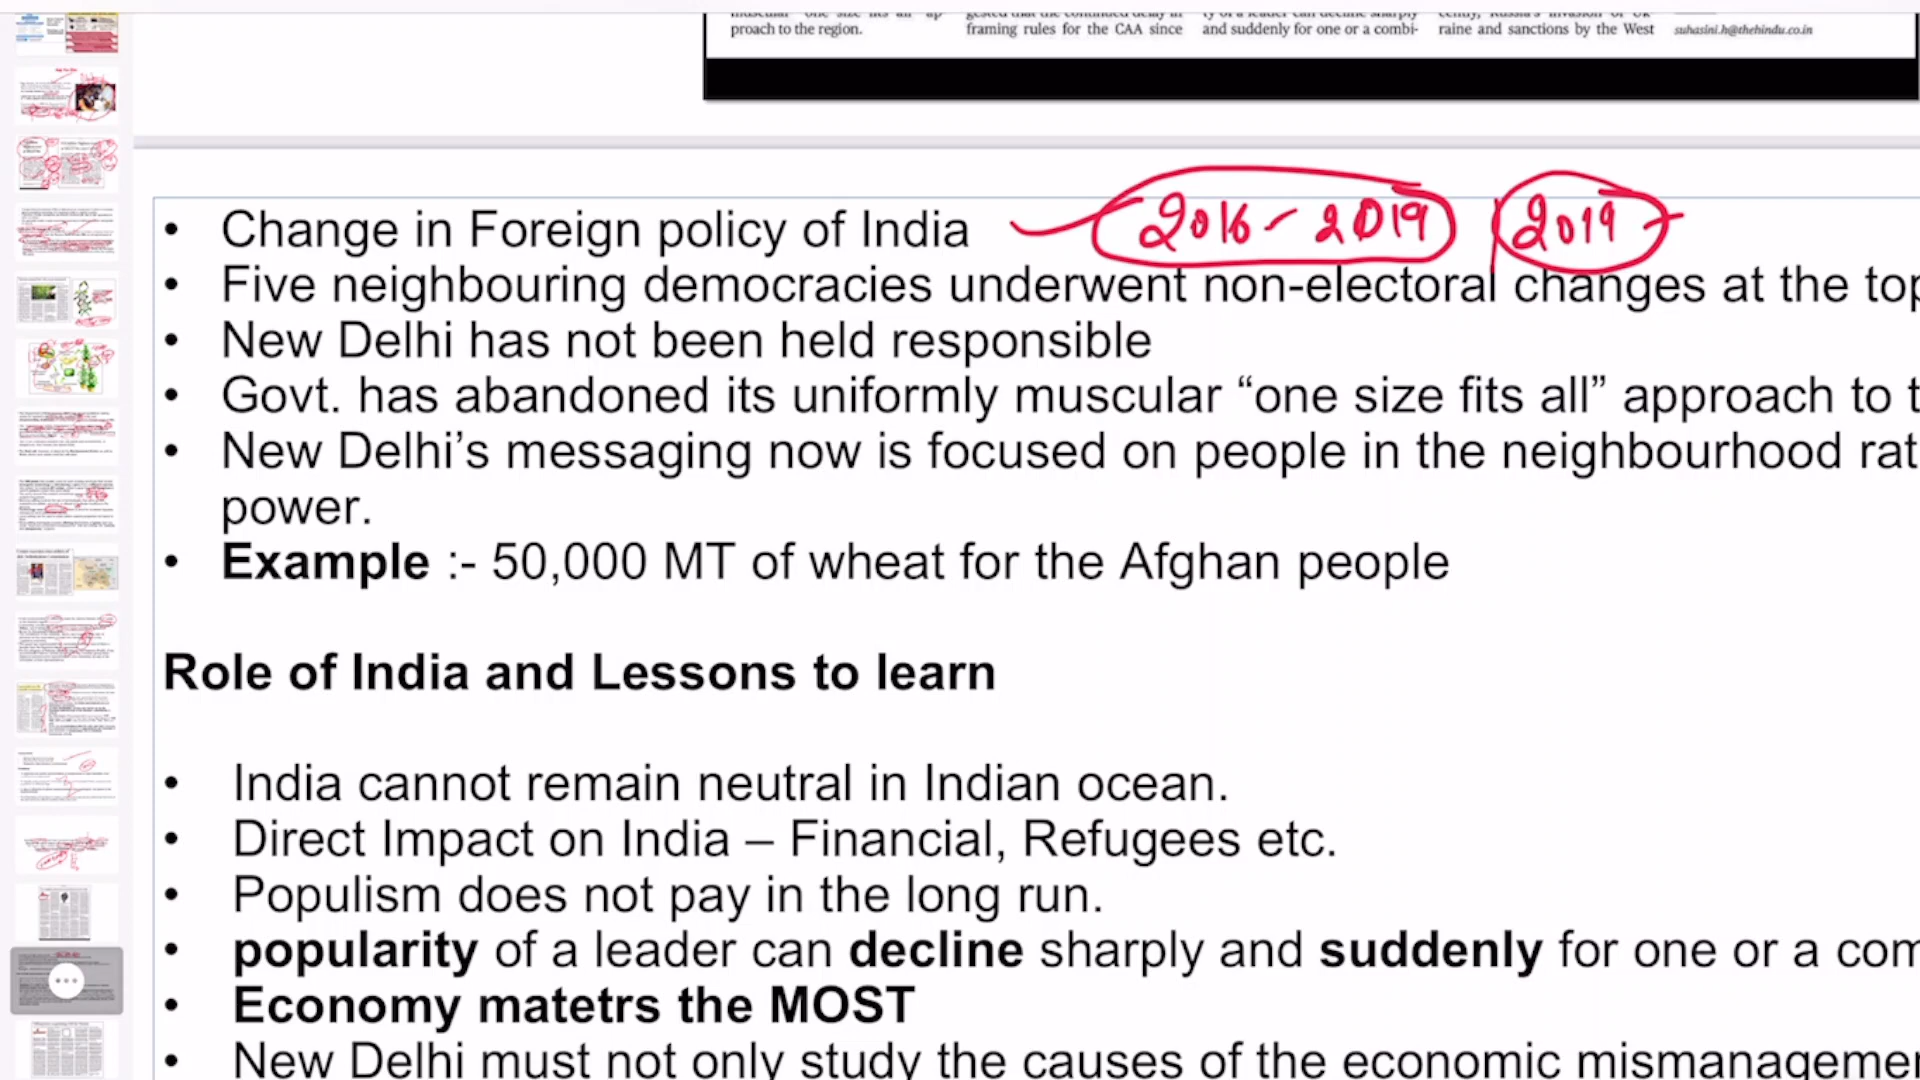 proach to the region.
framing rules for the CAA since
and suddenly for one or a combi-
raine and sanctions by the West
suhasini.h@thehindu.co.in
• Change in Foreign policy of India 2016 - 2019 2019
• Five neighbouring democracies underwent non-electoral changes at the top
• New Delhi has not been held responsible
• Govt. has abandoned its uniformly muscular “one size fits all” approach to t
• New Delhi’s messaging now is focused on people in the neighbourhood rat
power.
• Example :- 50,000 MT of wheat for the Afghan people
Role of India and Lessons to learn
• India cannot remain neutral in Indian ocean.
• Direct Impact on India – Financial, Refugees etc.
• Populism does not pay in the long run.
• popularity of a leader can decline sharply and suddenly for one or a com
• Economy matetrs the MOST
• New Delhi must not only study the causes of the economic mismanagemen